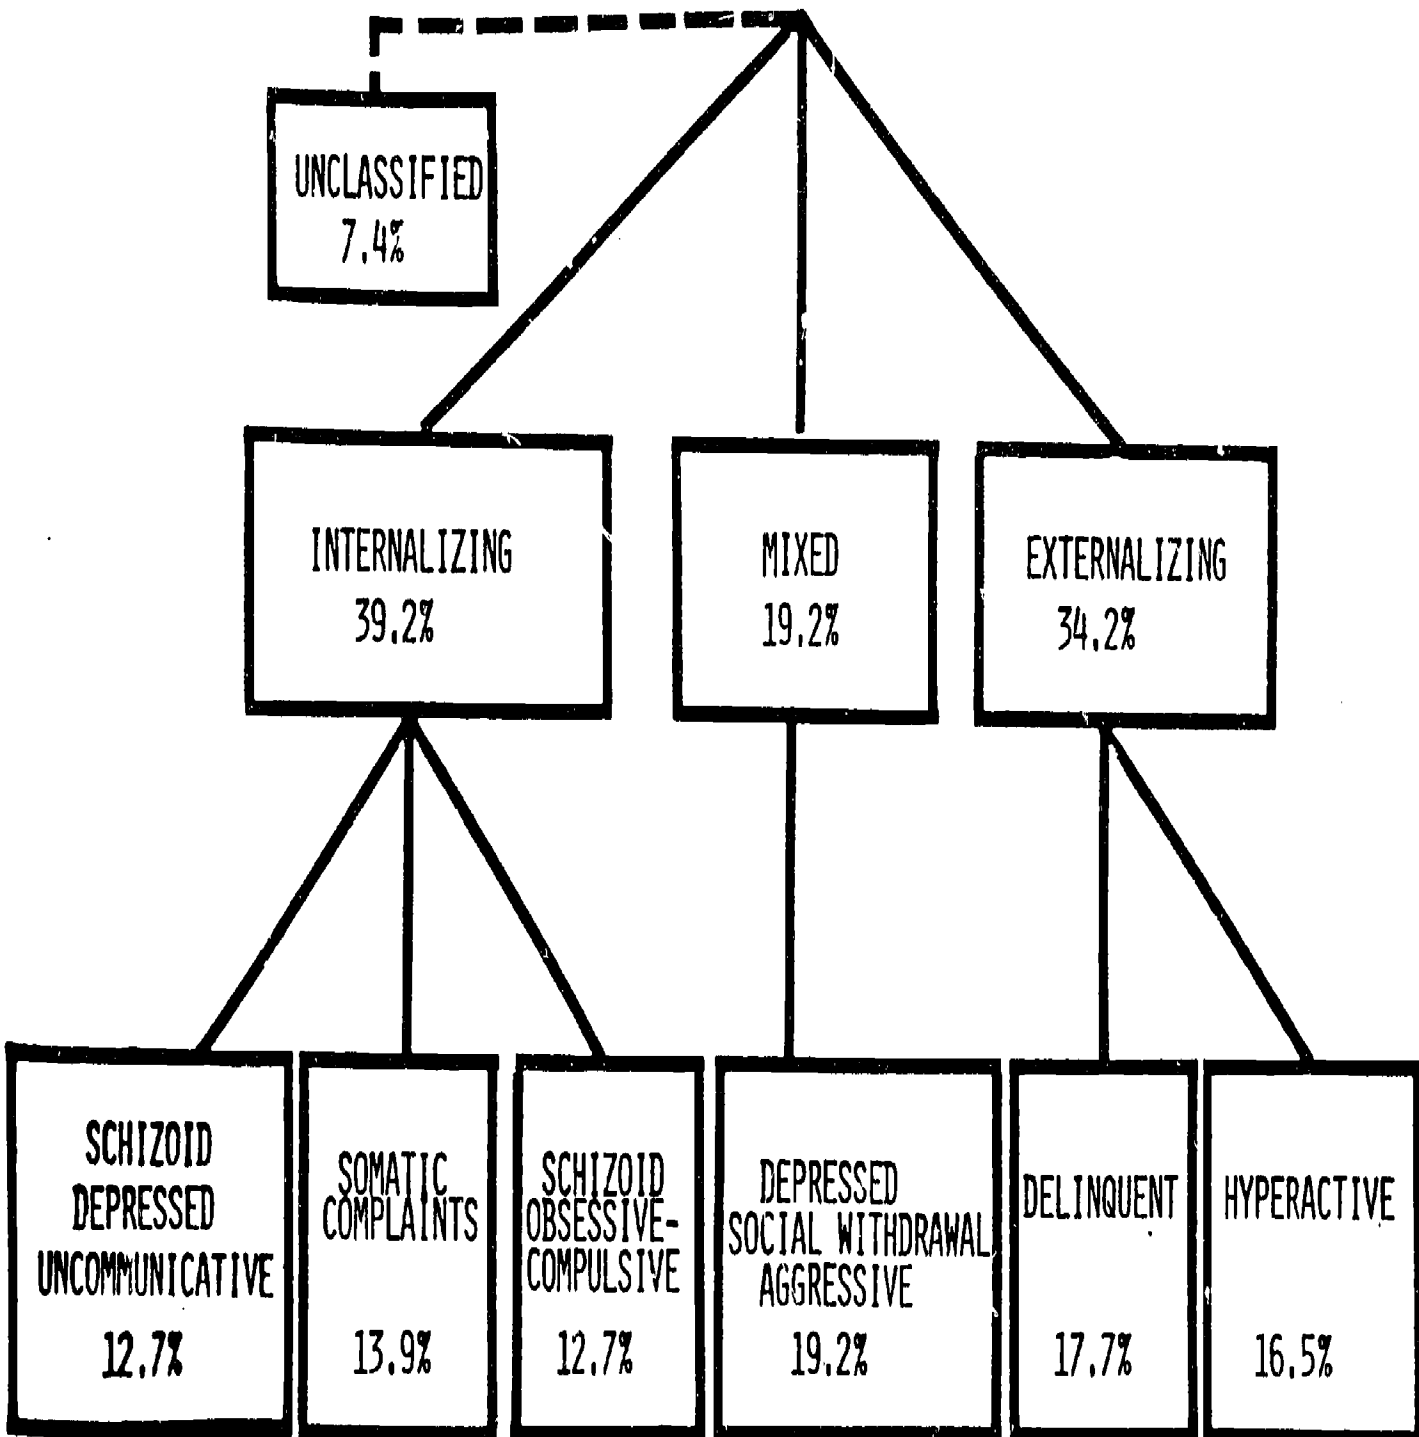 UNCLASSIFIED
7.4%
INTERNALIZING
39.2%
MIXED
19.2%
EXTERNALIZING
34.2%
SCHIZOID
DEPRESSED
UNCOMMUNICATIVE
12.7%
SOMATIC
COMPLAINTS
13.9%
SCHIZOID
OBSESSIVE-
COMPULSIVE
12.7%
DEPRESSED
SOCIAL WITHDRAWAL
AGGRESSIVE
19.2%
DELINQUENT
17.7%
HYPERACTIVE
16.5%